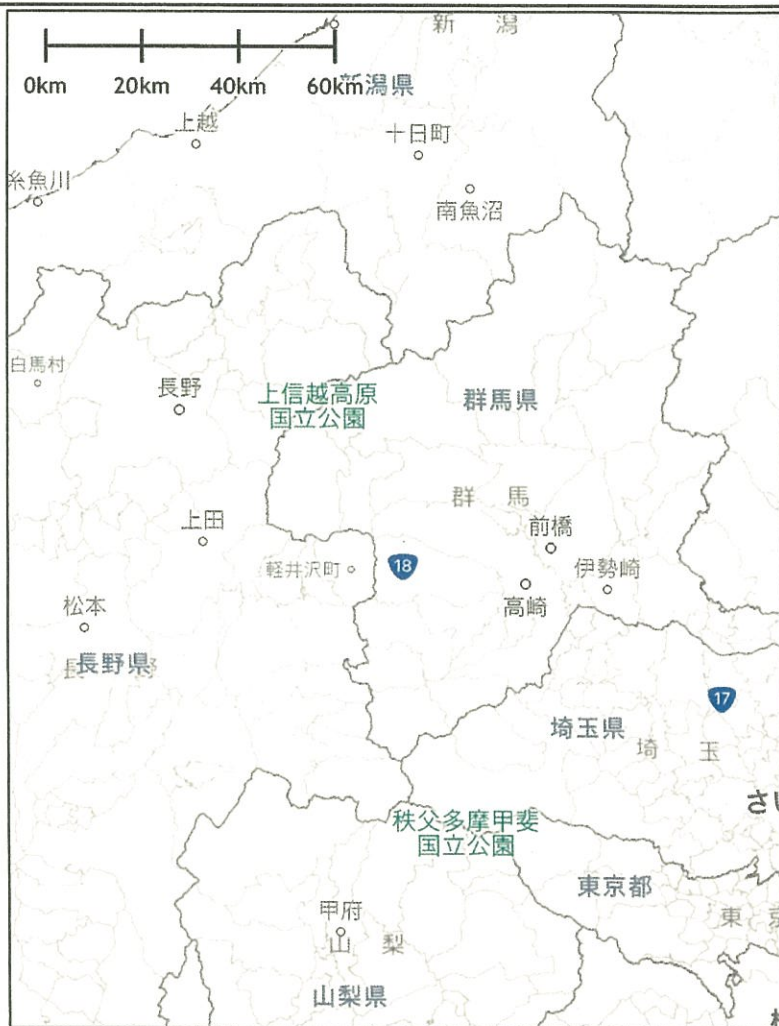 新潟
0km 20km 40km 60km
新潟県
上越
十日町
糸魚川
南魚沼
白馬村
長野
上信越高原
国立公園
群馬県
群馬
上田
前橋
軽井沢町
18
伊勢崎
高崎
松本
長野県
長野
17
埼玉県
埼玉
さい
秩父多摩甲斐
国立公園
東京都
東京
甲府
山梨
山梨県